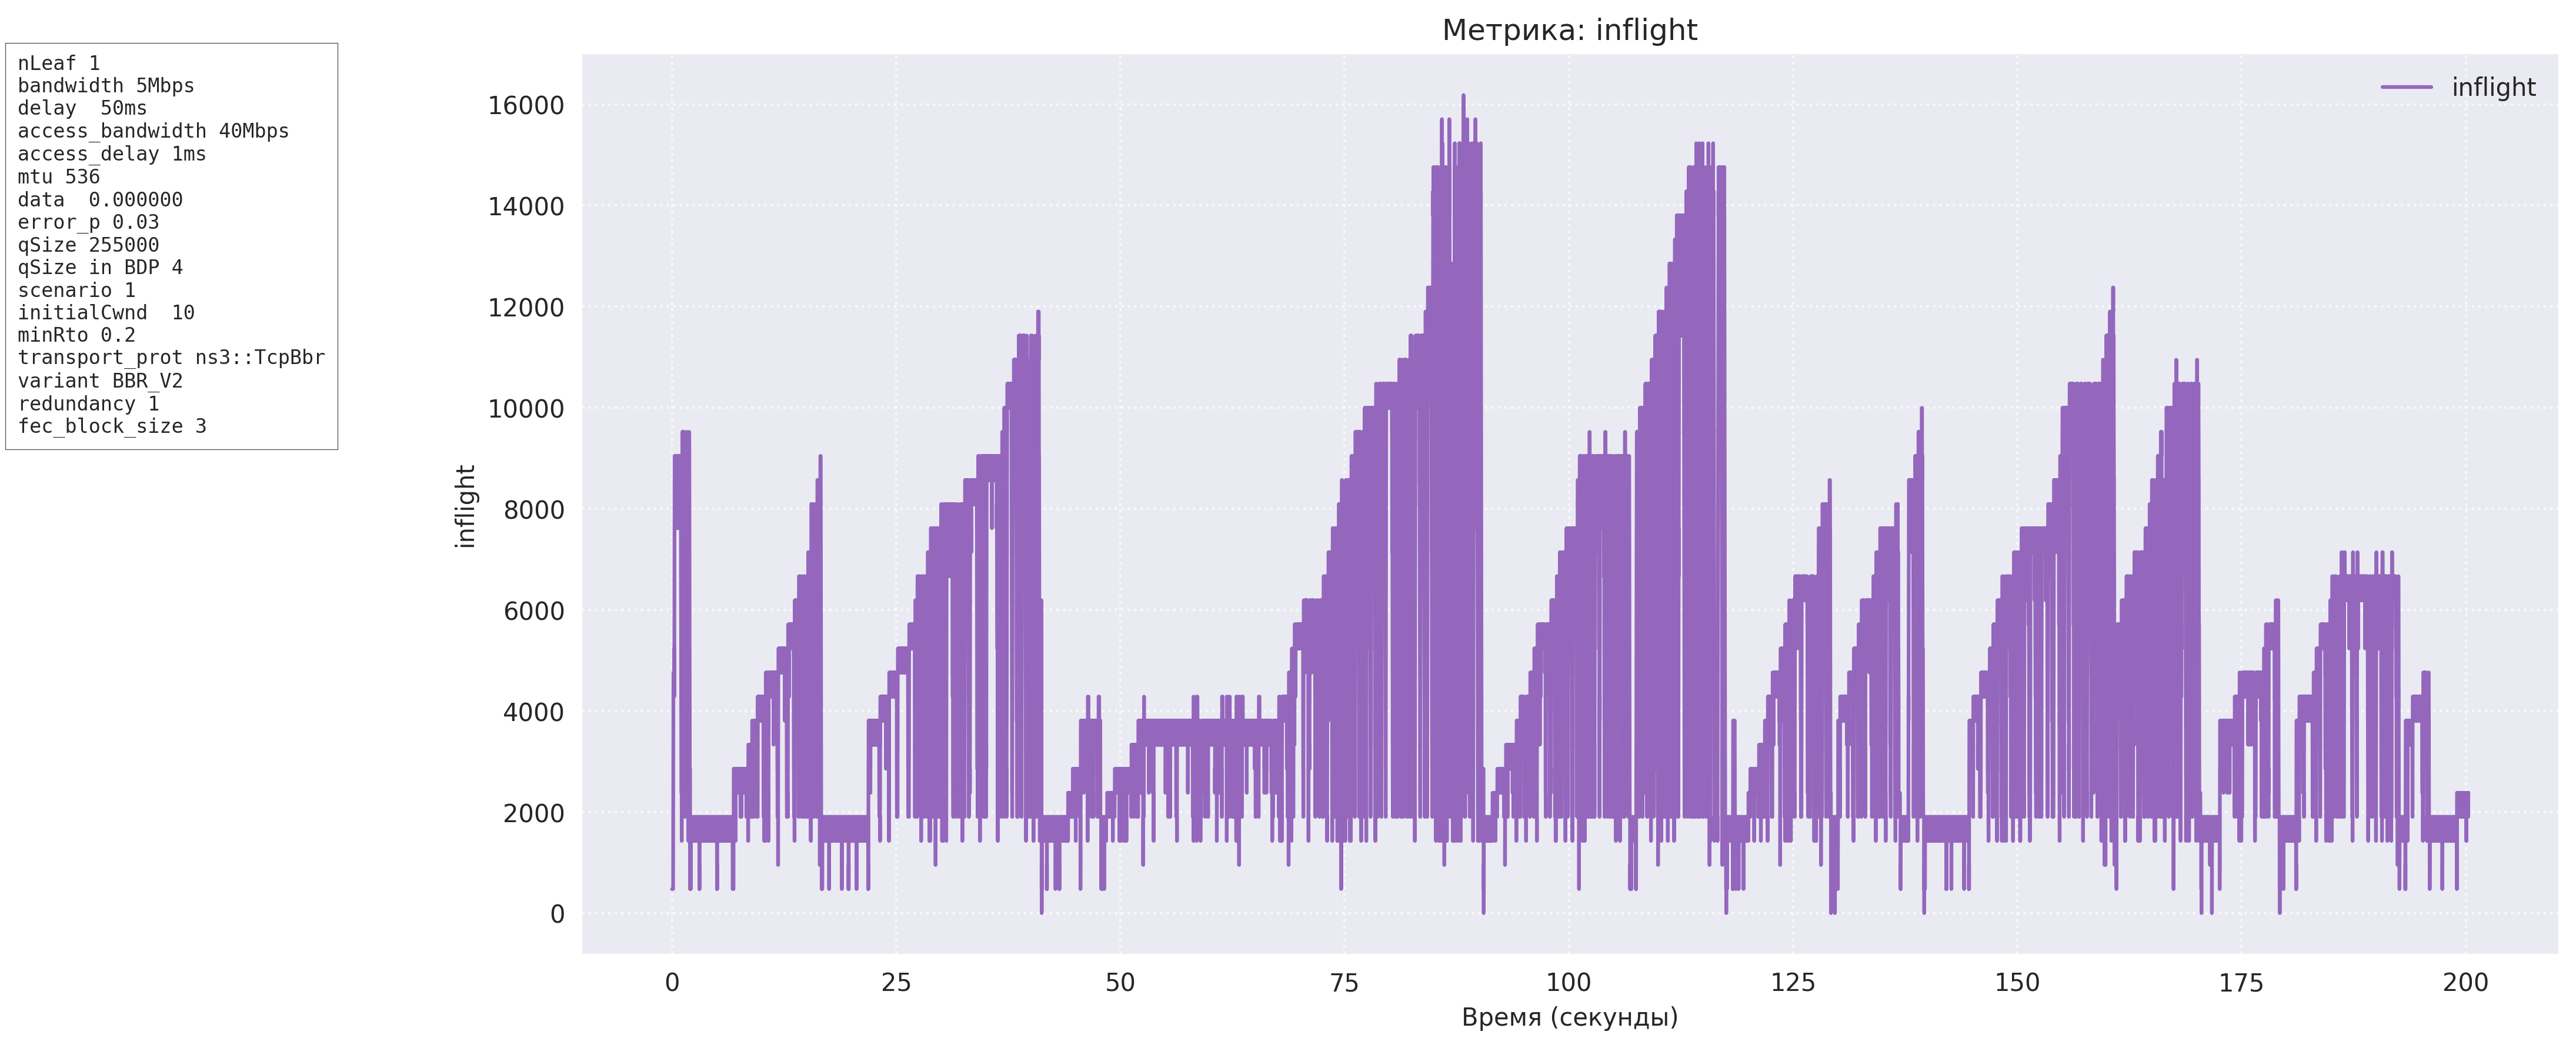 Метрика: inflight
nLeaf 1
bandwidth 5Mbps
delay  50ms
access_bandwidth 40Mbps
access_delay 1ms
mtu 536
data  0.000000
error_p 0.03
qSize 255000
qSize in BDP 4
scenario 1
initialCwnd  10
minRto 0.2
transport_prot ns3::TcpBbr
variant BBR_V2
redundancy 1
fec_block_size 3
inflight
16000
14000
12000
10000
8000
6000
4000
2000
0
inflight
0 25 50 75 100 125 150 175 200
Время (секунды)